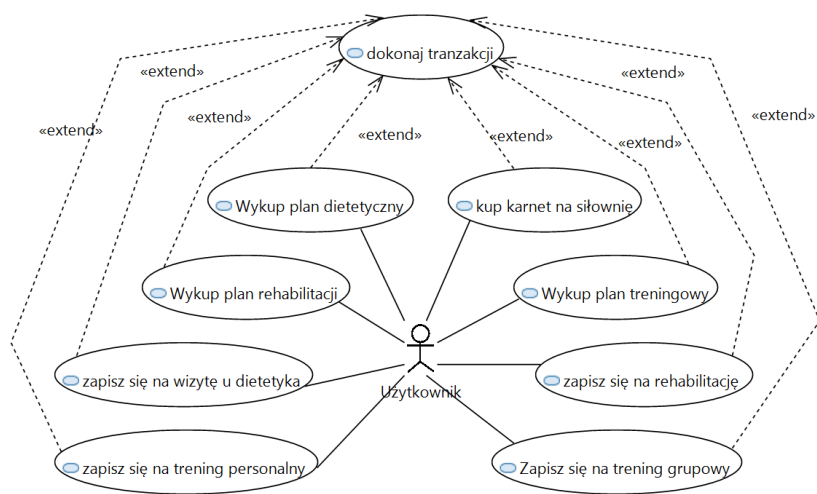 dokonaj tranzakcji
«extend»
«extend»
«extend»
«extend»
«extend»
«extend»
«extend»
«extend»
Wykup plan dietetyczny
kup karnet na siłownię
Wykup plan rehabilitacji
Wykup plan treningowy
zapisz się na wizytę u dietetyka
Użytkownik
zapisz się na rehabilitację
zapisz się na trening personalny
Zapisz się na trening grupowy